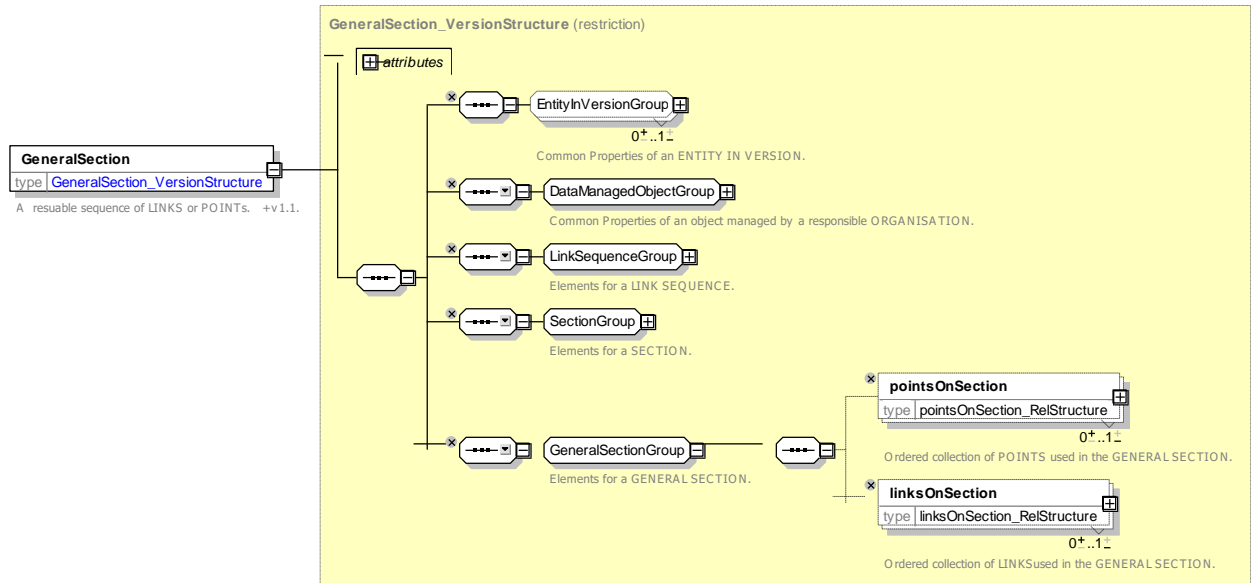 GeneralSection_VersionStructure (restriction)
attributes
EntityInVersionGroup
0..1
Common Properties of an ENTITY IN VERSION.
GeneralSection
type GeneralSection_VersionStructure
A resuable sequence of LINKS or POINTs. +v1.1.
DataManagedObjectGroup
Common Properties of an object managed by a responsible ORGANISATION.
LinkSequenceGroup
Elements for a LINK SEQUENCE.
SectionGroup
Elements for a SECTION.
pointsOnSection
type pointsOnSection_RelStructure
0..1
Ordered collection of POINTS used in the GENERAL SECTION.
GeneralSectionGroup
Elements for a GENERAL SECTION.
linksOnSection
type linksOnSection_RelStructure
0..1
Ordered collection of LINKSused in the GENERAL SECTION.